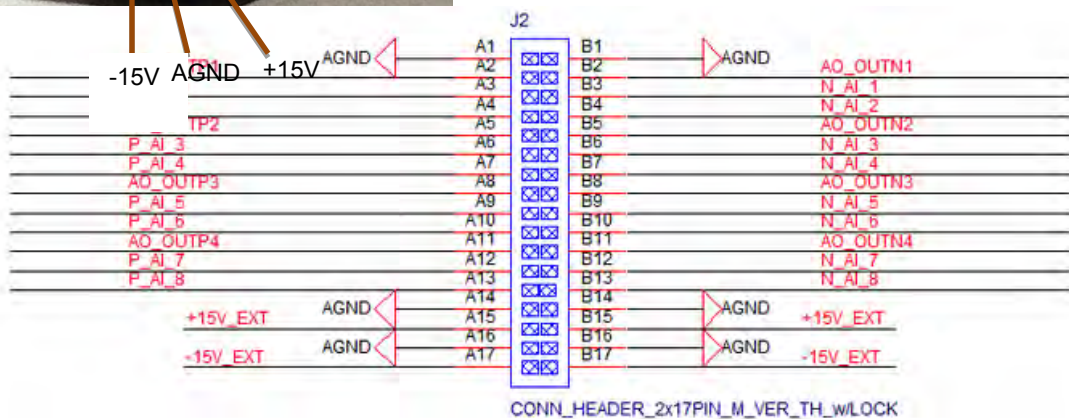 J2
-15V AGND +15V
AGND A1 B1 AGND
TP1 A2 B2 AO_OUTN1
A3 B3 N_AI_1
A4 B4 N_AI_2
TP2 A5 B5 AO_OUTN2
P_AI_3 A6 B6 N_AI_3
P_AI_4 A7 B7 N_AI_4
AO_OUTP3 A8 B8 AO_OUTN3
P_AI_5 A9 B9 N_AI_5
P_AI_6 A10 B10 N_AI_6
AO_OUTP4 A11 B11 AO_OUTN4
P_AI_7 A12 B12 N_AI_7
P_AI_8 A13 B13 N_AI_8
AGND A14 B14 AGND
+15V_EXT A15 B15 +15V_EXT
AGND A16 B16 AGND
-15V_EXT A17 B17 -15V_EXT
CONN_HEADER_2x17PIN_M_VER_TH_w/LOCK